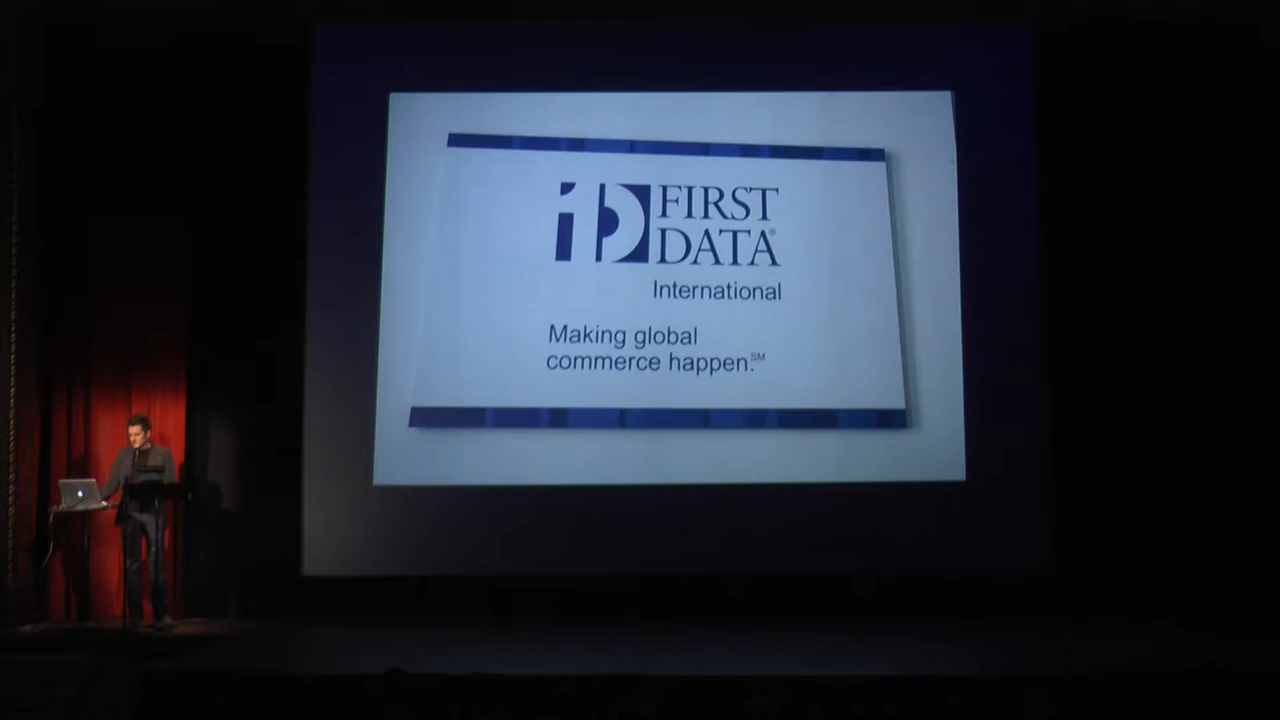 FIRST
DATA®
International
Making global
commerce happen.℠